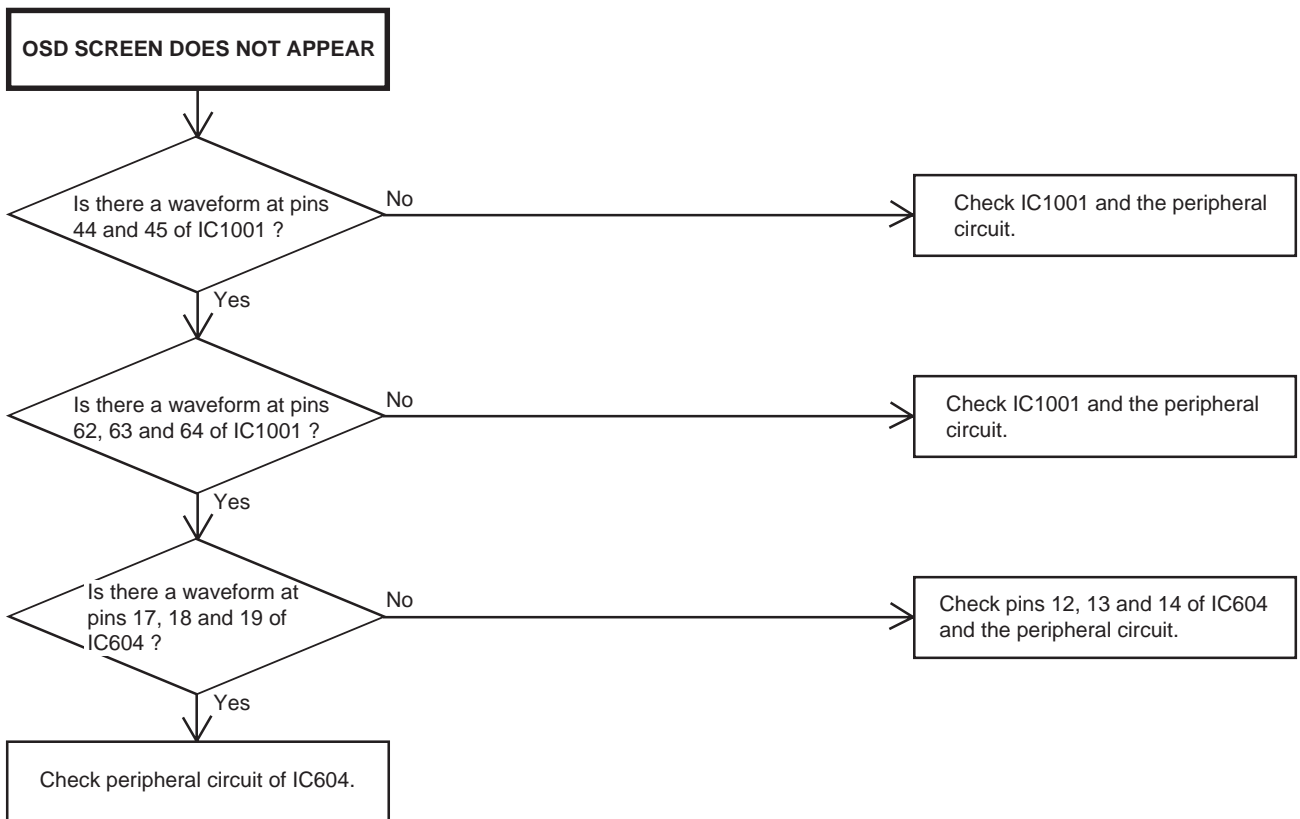 OSD SCREEN DOES NOT APPEAR
Is there a waveform at pins
44 and 45 of IC1001 ?
No
Check IC1001 and the peripheral
circuit.
Yes
Is there a waveform at pins
62, 63 and 64 of IC1001 ?
No
Check IC1001 and the peripheral
circuit.
Yes
Is there a waveform at
pins 17, 18 and 19 of
IC604 ?
No
Check pins 12, 13 and 14 of IC604
and the peripheral circuit.
Yes
Check peripheral circuit of IC604.